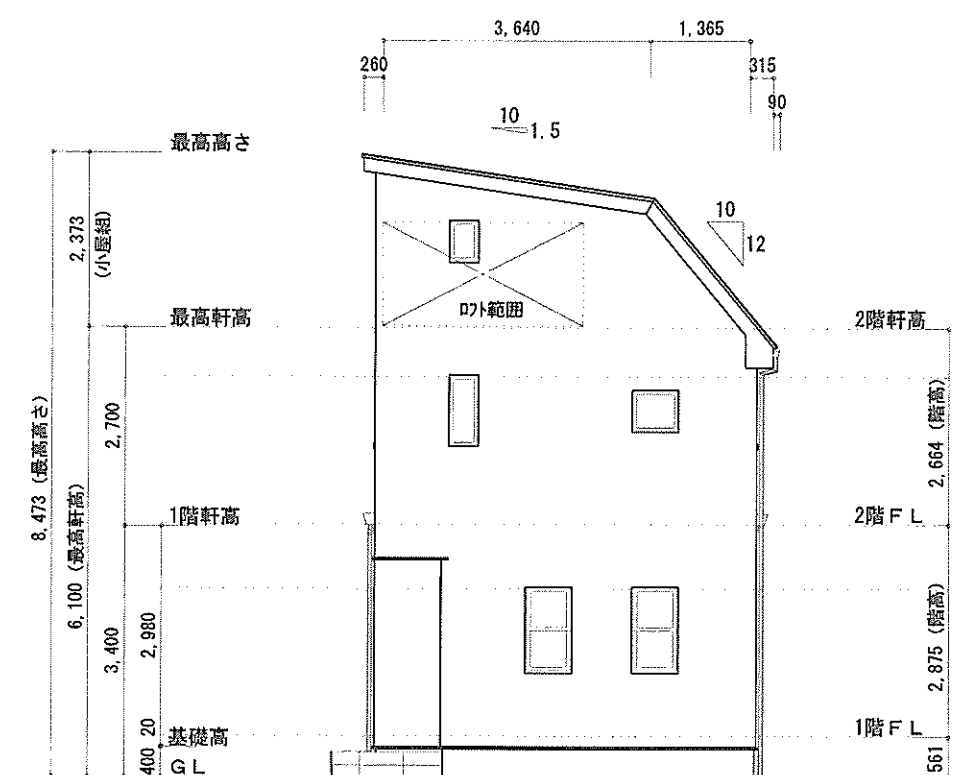 3,640
1,365
260
315
90
10
1.5
最高高さ
10
12
2,373
(小屋組)
ロフト範囲
最高軒高
2階軒高
8,473 (最高高さ)
6,100 (最高軒高)
2,700
2,664 (階高)
1階軒高
2階FL
3,400
2,980
2,875 (階高)
20
基礎高
1階FL
400
GL
561